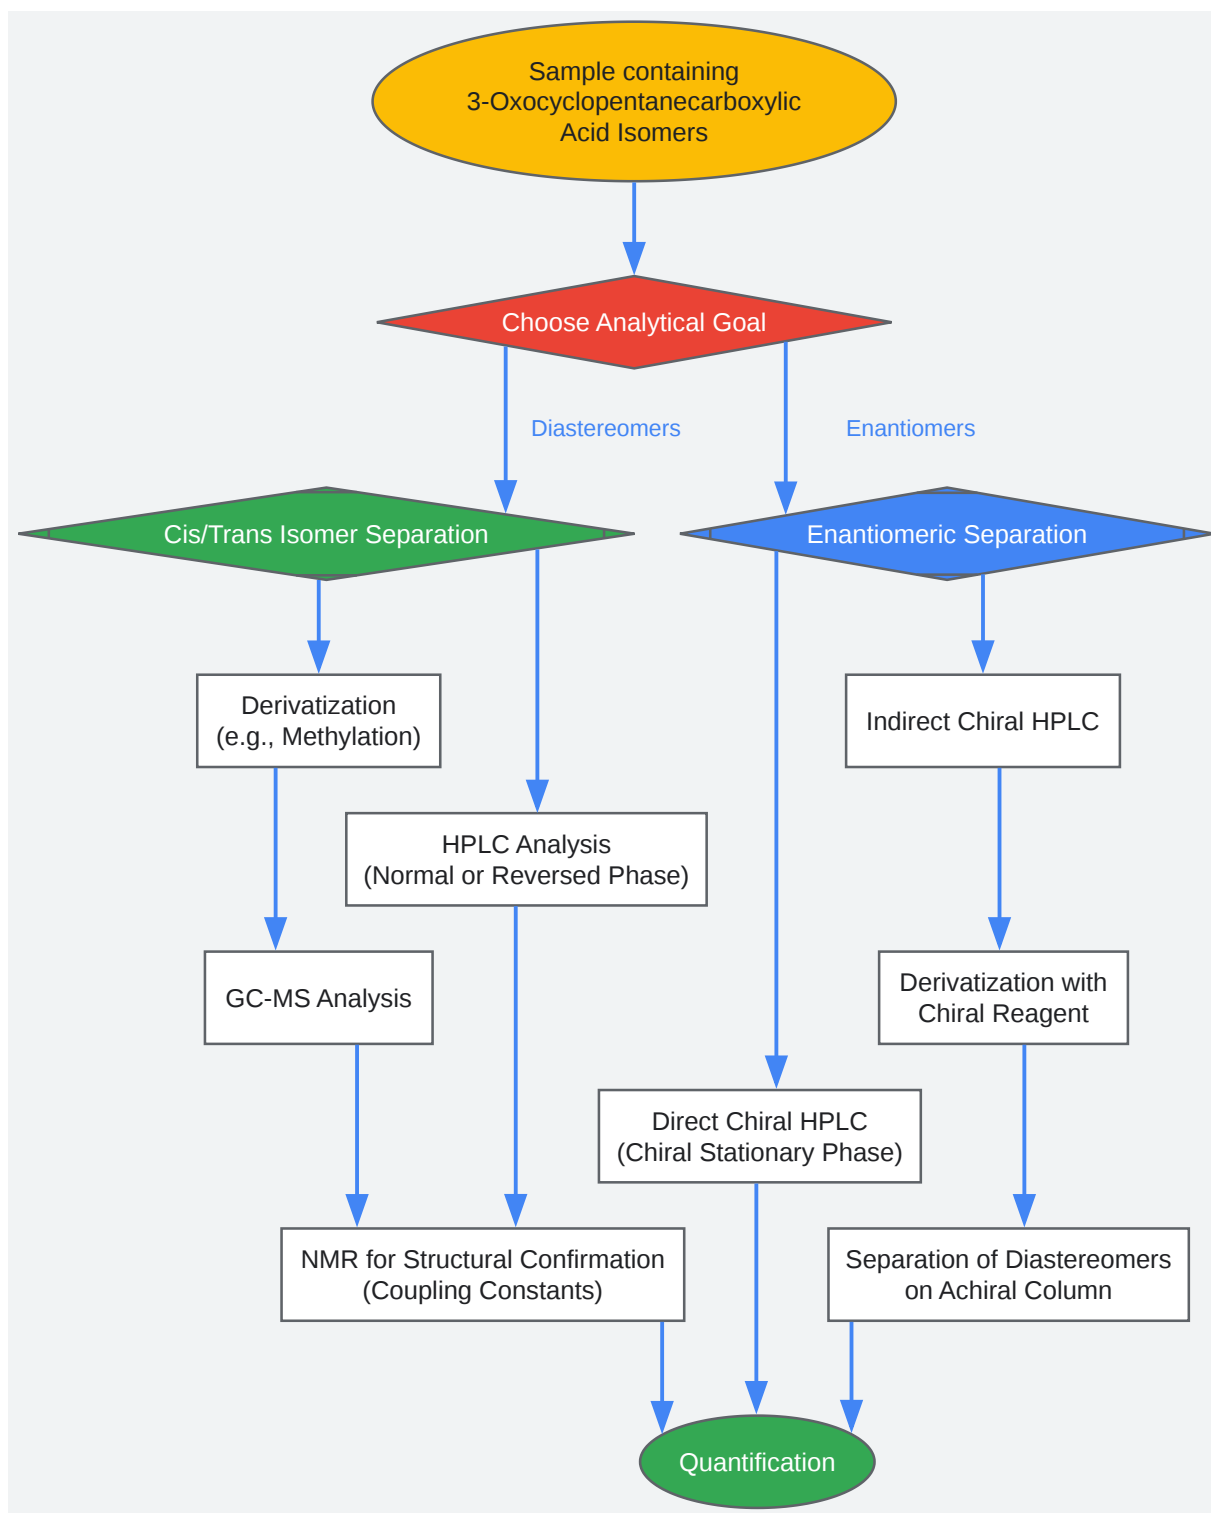 Sample containing
3-Oxocyclopentanecarboxylic
Acid Isomers
Choose Analytical Goal
Diastereomers
Enantiomers
Cis/Trans Isomer Separation
Enantiomeric Separation
Derivatization
(e.g., Methylation)
Indirect Chiral HPLC
HPLC Analysis
(Normal or Reversed Phase)
GC-MS Analysis
Derivatization with
Chiral Reagent
Direct Chiral HPLC
(Chiral Stationary Phase)
NMR for Structural Confirmation
(Coupling Constants)
Separation of Diastereomers
on Achiral Column
Quantification